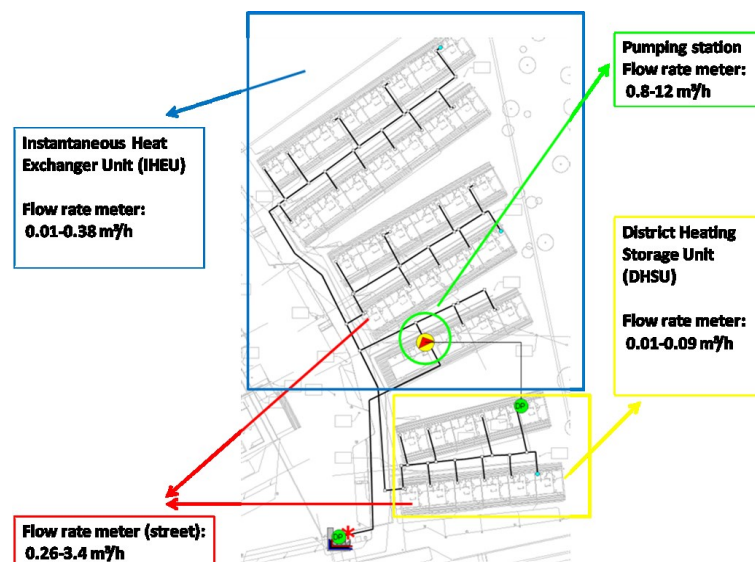 Pumping station
Flow rate meter:
0.8-12 m³/h
Instantaneous Heat
Exchanger Unit (IHEU)
Flow rate meter:
0.01-0.38 m³/h
District Heating
Storage Unit
(DHSU)
Flow rate meter:
0.01-0.09 m³/h
DP
Flow rate meter (street):
0.26-3.4 m³/h
DP